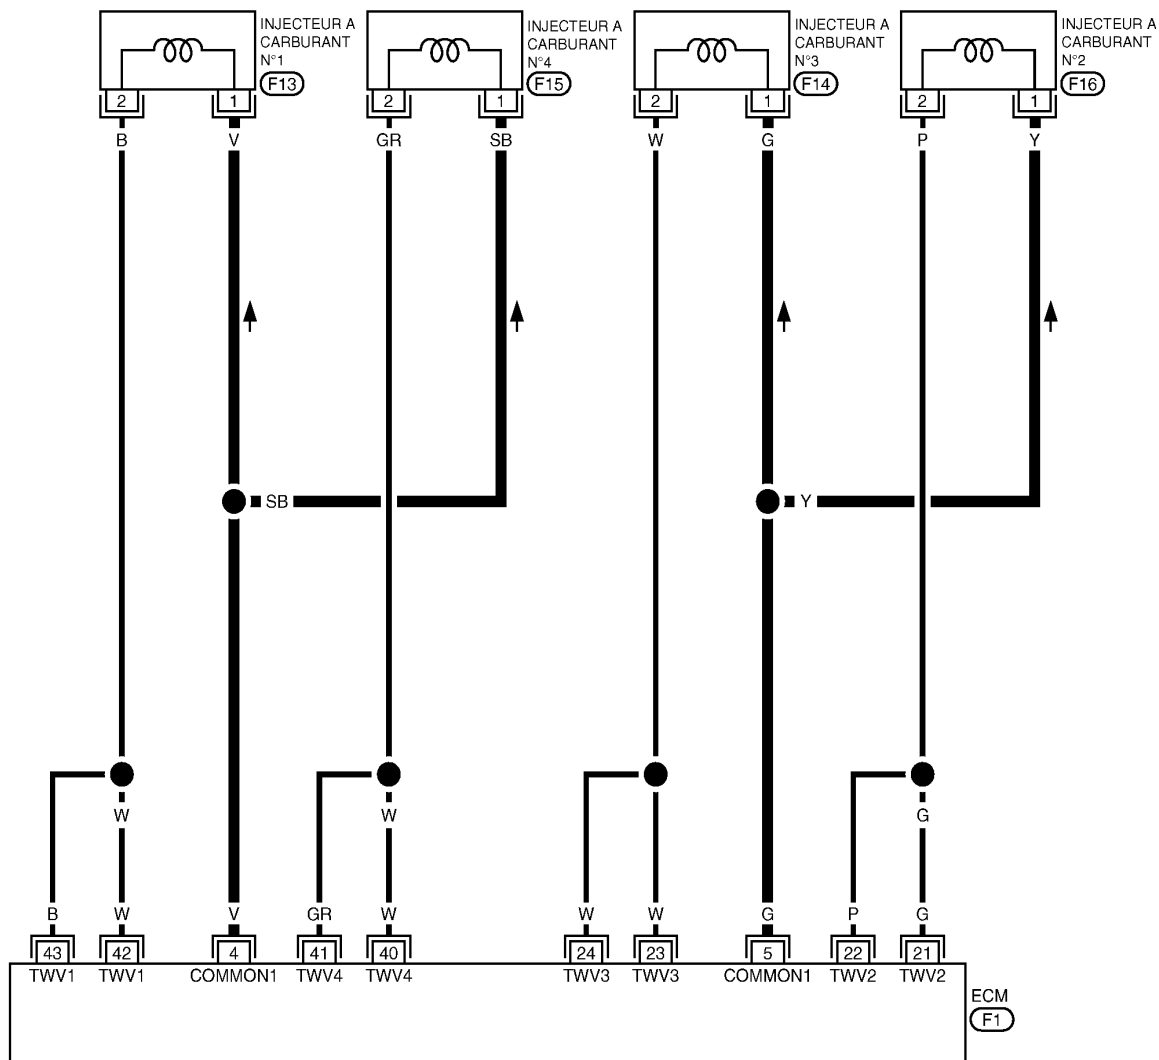 INJECTEUR A
CARBURANT
N°1
F13
INJECTEUR A
CARBURANT
N°4
F15
INJECTEUR A
CARBURANT
N°3
F14
INJECTEUR A
CARBURANT
N°2
F16
2 1 2 1 2 1 2 1
B V GR SB W G P Y
SB Y
W W G
B W V GR W W W G P G
43 42 4 41 40 24 23 5 22 21
TWV1 TWV1 COMMON1 TWV4 TWV4 TWV3 TWV3 COMMON1 TWV2 TWV2
ECM
F1